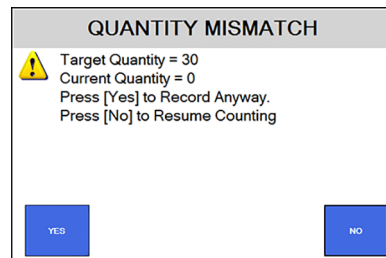 QUANTITY MISMATCH
Target Quantity = 30
Current Quantity = 0
Press [Yes] to Record Anyway.
Press [No] to Resume Counting
YES
NO